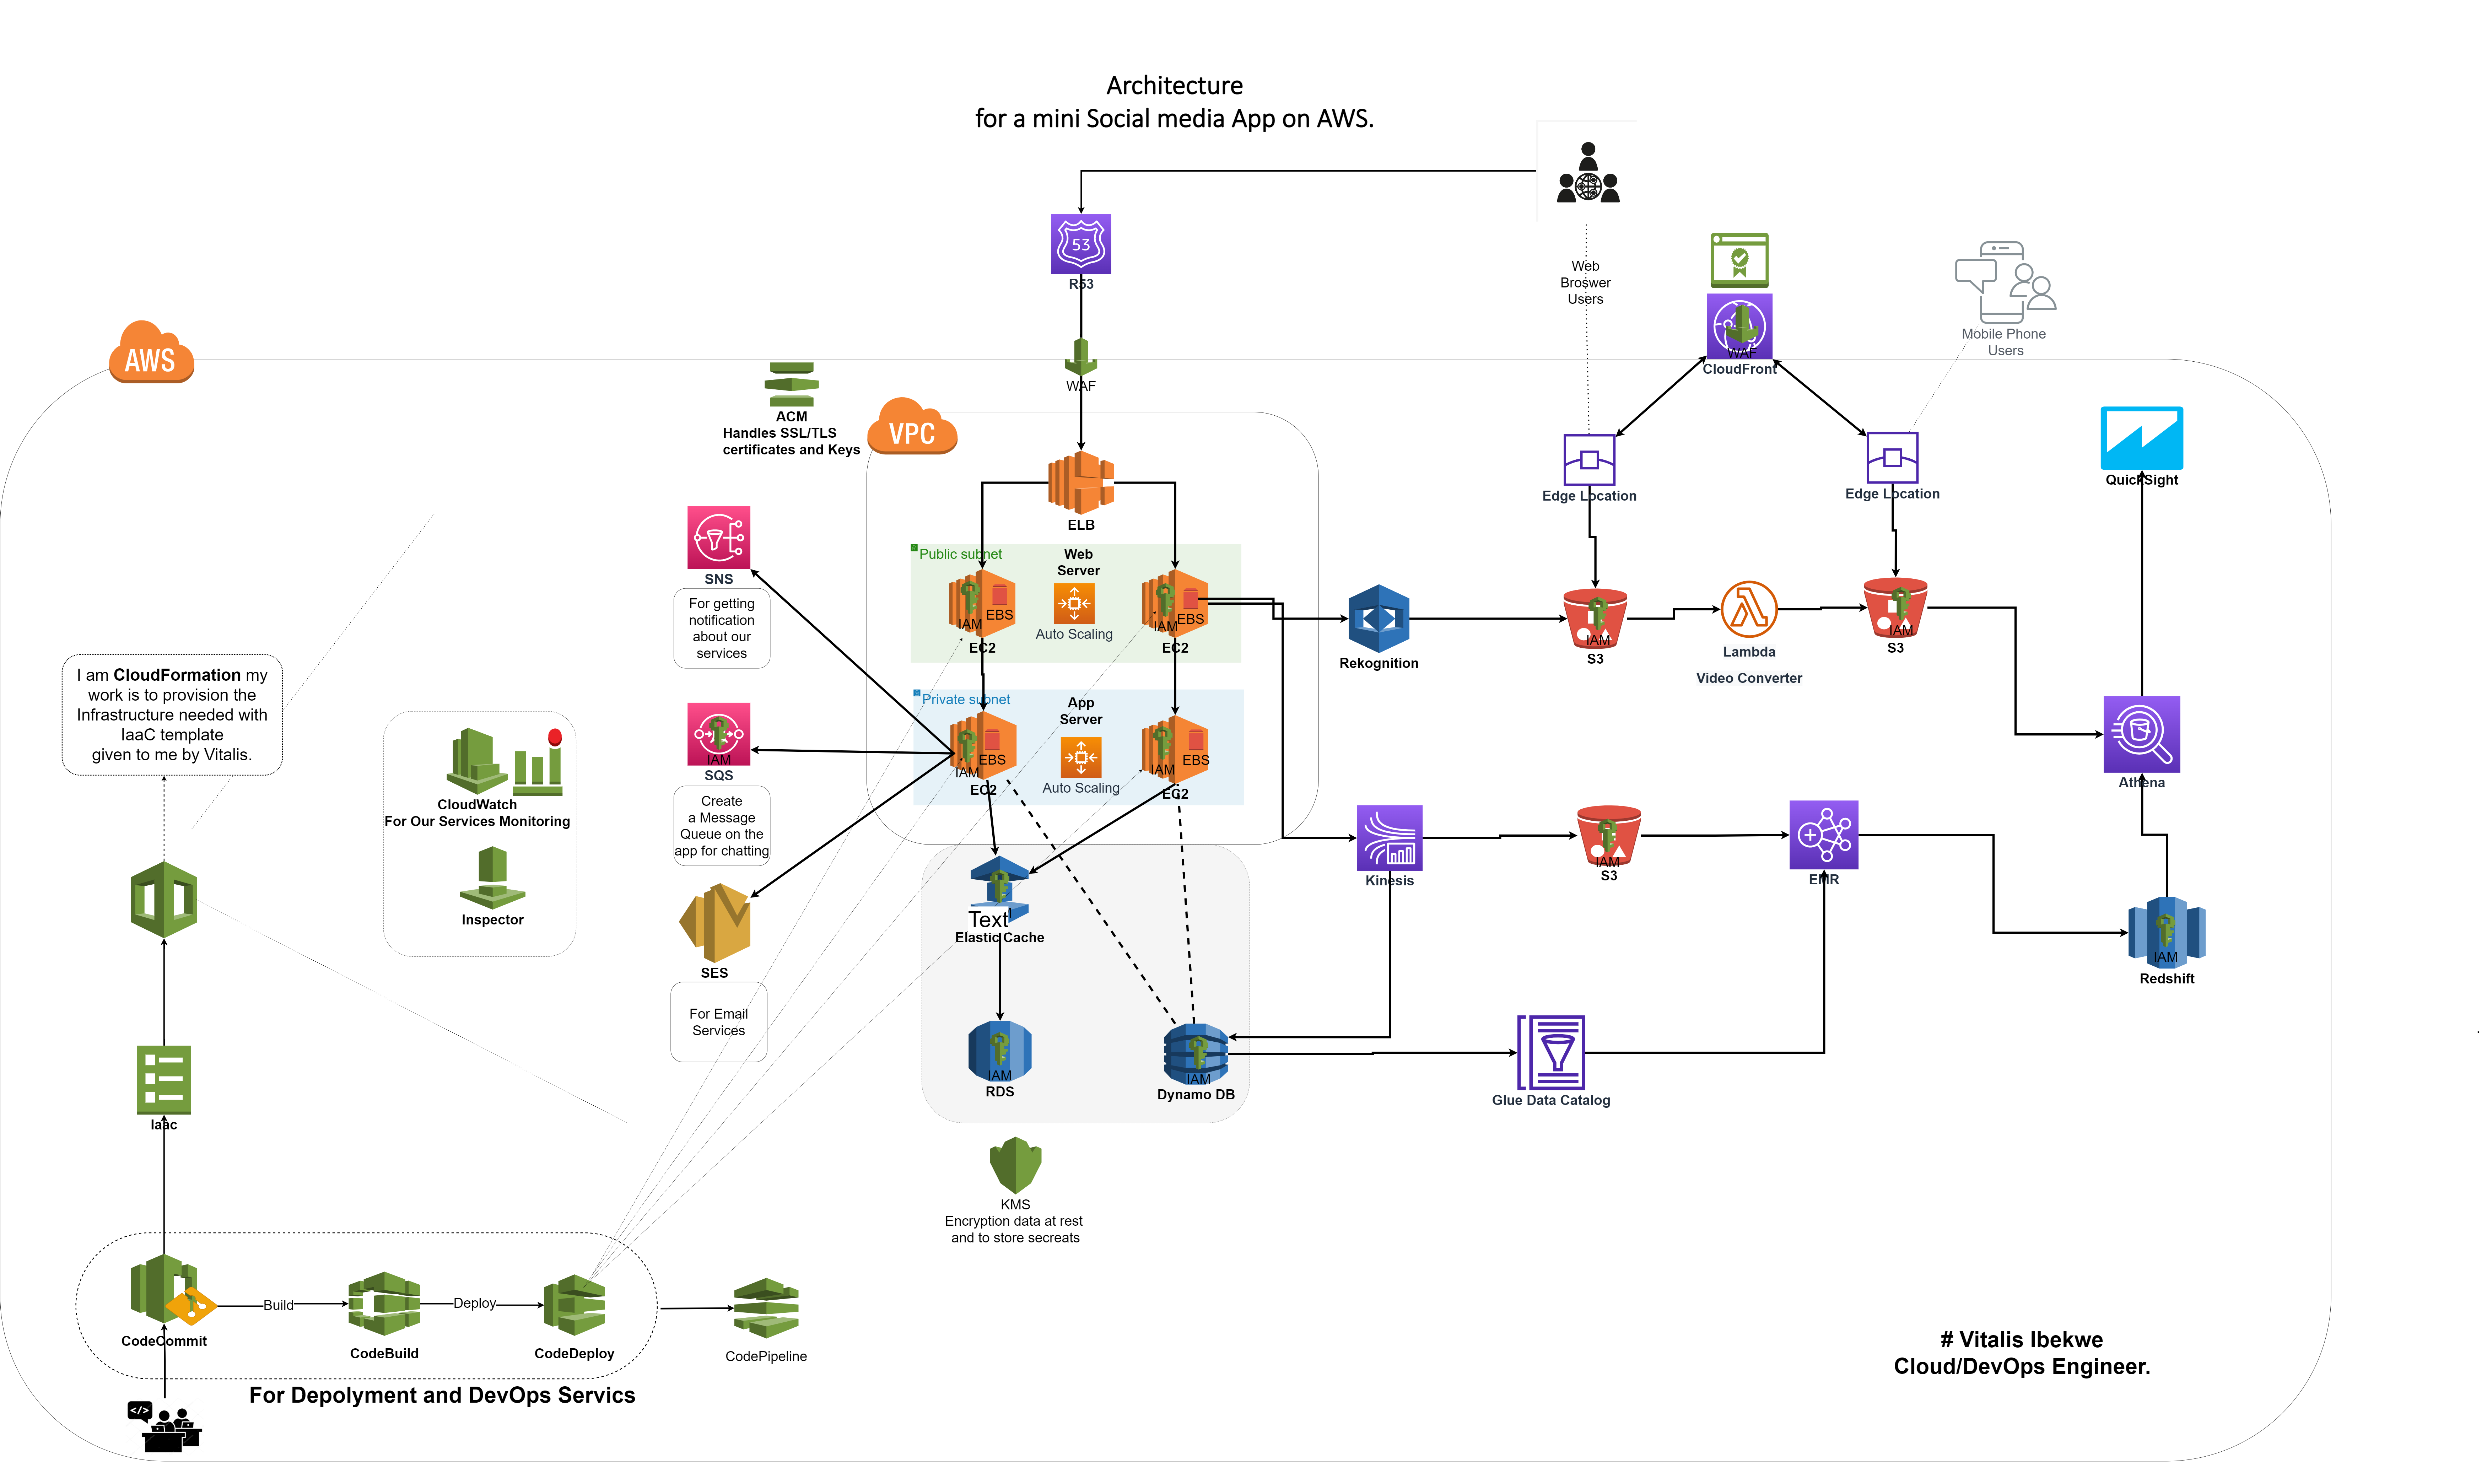 Architecture
for a mini Social media App on AWS.
53
R53
Web
Broswer
Users
WAF
CloudFront
Mobile Phone
Users
AWS
WAF
ACM
Handles SSL/TLS
certificates and Keys
VPC
ELB
Edge Location
Edge Location
QuickSight
SNS
For getting
notification
about our
services
Public subnet
Web
Server
EBS
IAM
EC2
Auto Scaling
EBS
IAM
EC2
Rekognition
IAM
S3
Lambda
Video Converter
IAM
S3
I am CloudFormation my
work is to provision the
Infrastructure needed with
IaaC template
given to me by Vitalis.
CloudWatch
For Our Services Monitoring
Inspector
IAM
SQS
Create
a Message
Queue on the
app for chatting
Private subnet
App
Server
EBS
IAM
EC2
Auto Scaling
EBS
IAM
EC2
Athena
Kinesis
IAM
S3
EMR
Text
Elastic Cache
SES
For Email
Services
IAM
Redshift
IAM
RDS
IAM
Dynamo DB
Glue Data Catalog
Iaac
KMS
Encryption data at rest
and to store secreats
CodeCommit
Build
CodeBuild
Deploy
CodeDeploy
CodePipeline
For Depolyment and DevOps Servics
</>
# Vitalis Ibekwe
Cloud/DevOps Engineer.